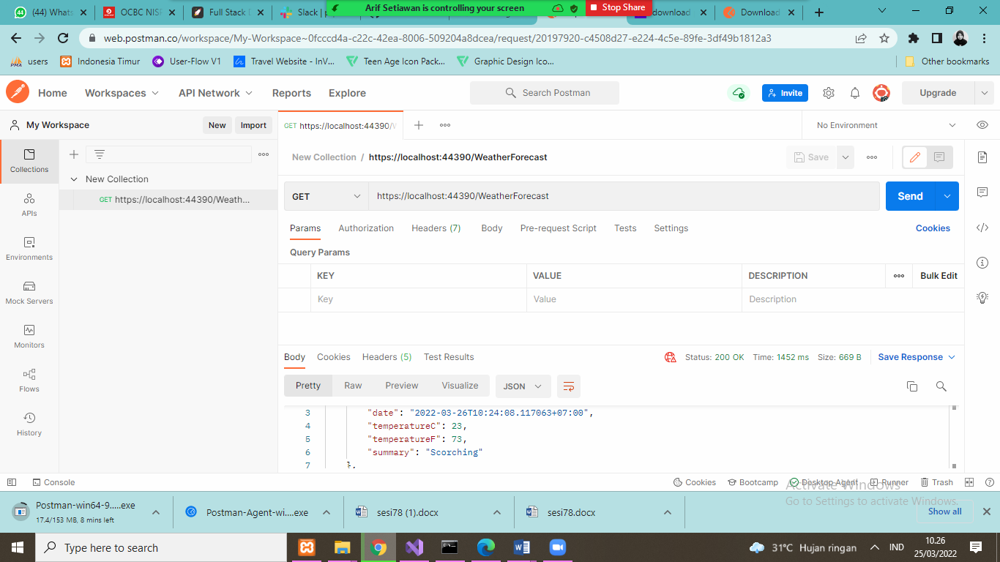 (44) Whats
OCBC NISP
Full Stack
Slack | p
Arif Setiawan is controlling your screen
Stop Share
download
Download
web.postman.co/workspace/My-Workspace~0fcccd4a-c22c-42ea-8006-509204a8dcea/request/20197920-c4508d27-e224-4c5e-89fe-3df49b1812a3
users
Indonesia Timur
User-Flow V1
Travel Website - InV...
Teen Age Icon Pack...
Graphic Design Ico...
Other bookmarks
Home
Workspaces
API Network
Reports
Explore
Search Postman
Invite
Upgrade
My Workspace
New
Import
GET https://localhost:44390/W
No Environment
Collections
New Collection
GET https://localhost:44390/Weath...
APIs
Environments
Mock Servers
Monitors
Flows
History
New Collection / https://localhost:44390/WeatherForecast
Save
GET
https://localhost:44390/WeatherForecast
Send
Params
Authorization
Headers (7)
Body
Pre-request Script
Tests
Settings
Cookies
Query Params
KEY
VALUE
DESCRIPTION
Bulk Edit
Key
Value
Description
Body
Cookies
Headers (5)
Test Results
Status: 200 OK
Time: 1452 ms
Size: 669 B
Save Response
Pretty
Raw
Preview
Visualize
JSON
3 "date": "2022-03-26T10:24:08.117063+07:00",
4 "temperatureC": 23,
5 "temperatureF": 73,
6 "summary": "Scorching"
7 },
Console
Cookies
Bootcamp
Desktop Agent
Runner
Trash
Activate Windows
Go to Settings to activate Windows.
Postman-win64-9.....exe
17.4/153 MB, 8 mins left
Postman-Agent-wi....exe
sesi78 (1).docx
sesi78.docx
Show all
Type here to search
31°C Hujan ringan
IND
10.26
25/03/2022